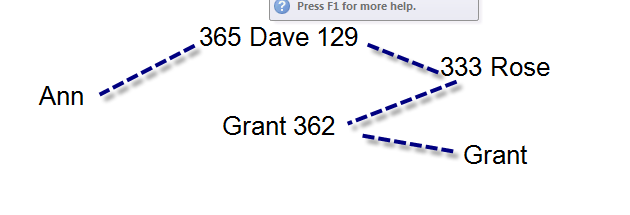 Press F1 for more help.
365 Dave 129
333 Rose
Ann
Grant 362
Grant